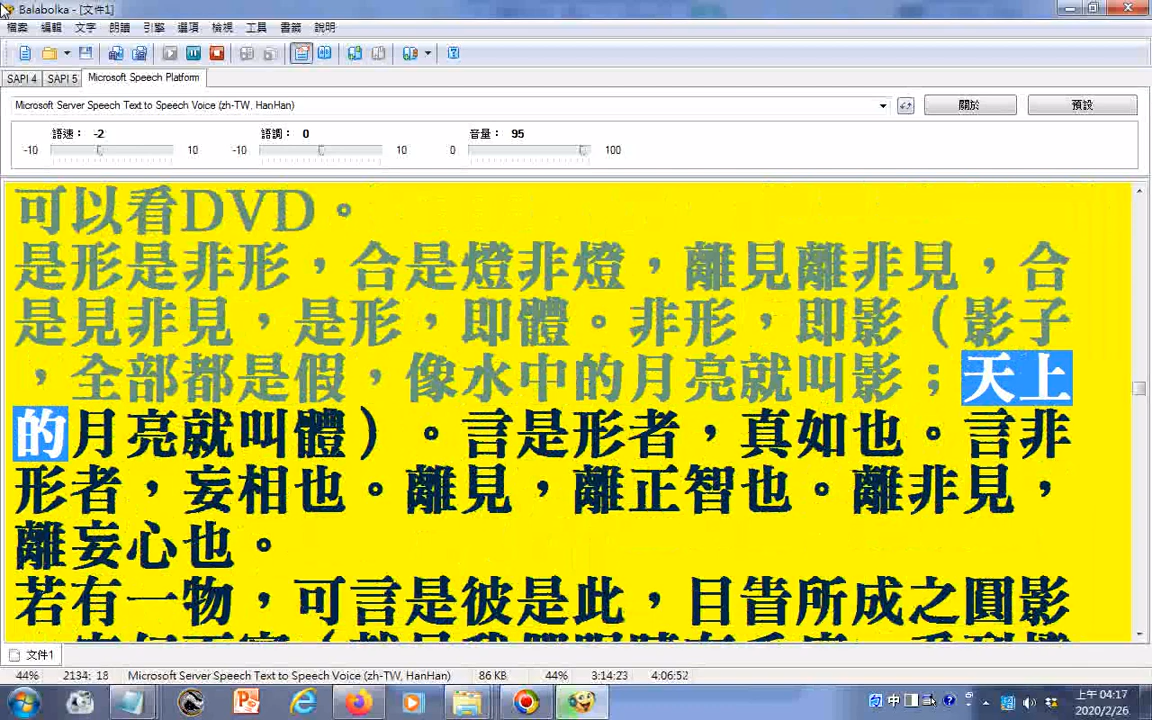 Balabolka - [文件1]
檔案 編輯 文字 朗讀 引擎 選項 檢視 工具 書籤 說明
SAPI 4 SAPI 5 Microsoft Speech Platform
Microsoft Server Speech Text to Speech Voice (zh-TW, HanHan) 關於 預設
語速： -2 語調： 0 音量： 95
-10 10 -10 10 0 100
可以看DVD。
是形是非形，合是燈非燈，離見離非見，合
是見非見，是形，即體。非形，即影（影子
，全部都是假，像水中的月亮就叫影；天上
的月亮就叫體）。言是形者，真如也。言非
形者，妄相也。離見，離正智也。離非見，
離妄心也。
若有一物，可言是彼是此，目眚所成之圓影
文件1
44% 2134; 18 Microsoft Server Speech Text to Speech Voice (zh-TW, HanHan) 86 KB 44% 3:14:23 4:06:52
中 上午 04:17
2020/2/26